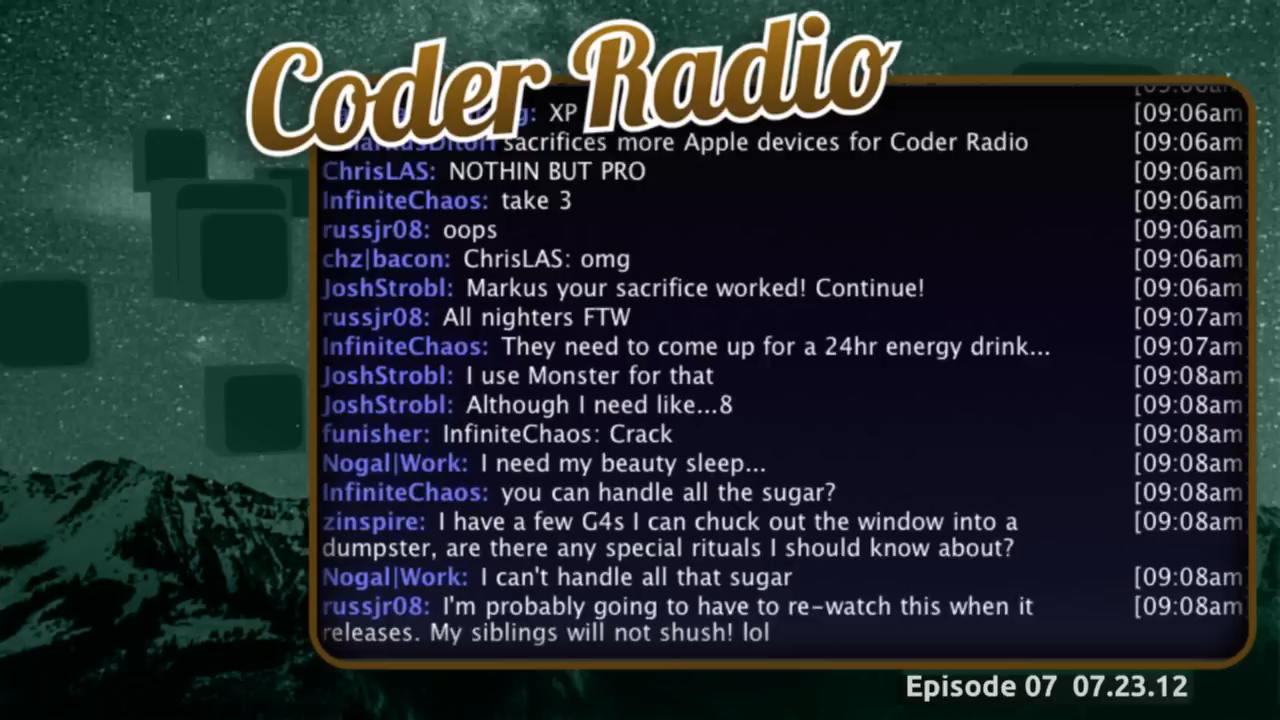 Coder Radio
XP [09:06am
sacrifices more Apple devices for Coder Radio [09:06am
ChrisLAS: NOTHIN BUT PRO [09:06am
InfiniteChaos: take 3 [09:06am
russjr08: oops [09:06am
chz|bacon: ChrisLAS: omg [09:06am
JoshStrobl: Markus your sacrifice worked! Continue! [09:06am
russjr08: All nighters FTW [09:07am
InfiniteChaos: They need to come up for a 24hr energy drink... [09:07am
JoshStrobl: I use Monster for that [09:08am
JoshStrobl: Although I need like...8 [09:08am
funisher: InfiniteChaos: Crack [09:08am
Nogal|Work: I need my beauty sleep... [09:08am
InfiniteChaos: you can handle all the sugar? [09:08am
zinspire: I have a few G4s I can chuck out the window into a [09:08am
dumpster, are there any special rituals I should know about?
Nogal|Work: I can't handle all that sugar [09:08am
russjr08: I'm probably going to have to re-watch this when it [09:08am
releases. My siblings will not shush! lol
Episode 07 07.23.12